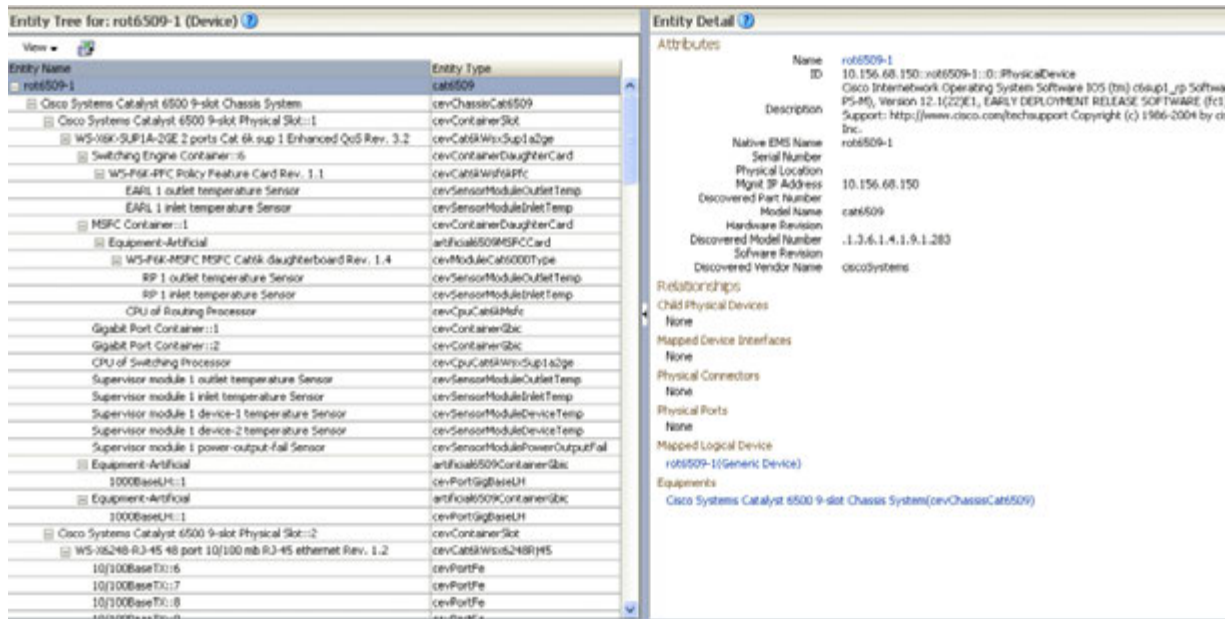 Entity Tree for: rot6509-1 (Device)
View
Entity Name Entity Type
rot6509-1 cat6509
Cisco Systems Catalyst 6500 9-slot Chassis System cevChassisCat6509
Cisco Systems Catalyst 6500 9-slot Physical Slot::1 cevContainerSlot
WS-X6K-SUP1A-2GE 2 ports Cat 6k sup 1 Enhanced QoS Rev. 3.2 cevCat6kWsxSup1a2ge
Switching Engine Container::6 cevContainerDaughterCard
WS-F6K-PFC Policy Feature Card Rev. 1.1 cevCat6kWsf6kPfc
EARL 1 outlet temperature Sensor cevSensorModuleOutletTemp
EARL 1 inlet temperature Sensor cevSensorModuleInletTemp
MSFC Container::1 cevContainerDaughterCard
Equipment-Artificial artificial6509MSFCCard
WS-F6K-MSFC MSFC Cat6k daughterboard Rev. 1.4 cevModuleCat6000Type
RP 1 outlet temperature Sensor cevSensorModuleOutletTemp
RP 1 inlet temperature Sensor cevSensorModuleInletTemp
CPU of Routing Processor cevCpuCat6kMsfc
Gigabit Port Container::1 cevContainerGbic
Gigabit Port Container::2 cevContainerGbic
CPU of Switching Processor cevCpuCat6kWsxSup1a2ge
Supervisor module 1 outlet temperature Sensor cevSensorModuleOutletTemp
Supervisor module 1 inlet temperature Sensor cevSensorModuleInletTemp
Supervisor module 1 device-1 temperature Sensor cevSensorModuleDeviceTemp
Supervisor module 1 device-2 temperature Sensor cevSensorModuleDeviceTemp
Supervisor module 1 power-output-fail Sensor cevSensorModulePowerOutputFail
Equipment-Artificial artificial6509ContainerGbic
1000BaseLH::1 cevPortGigBaseLH
Equipment-Artificial artificial6509ContainerGbic
1000BaseLH::1 cevPortGigBaseLH
Cisco Systems Catalyst 6500 9-slot Physical Slot::2 cevContainerSlot
WS-X6248-RJ-45 48 port 10/100 mb RJ-45 ethernet Rev. 1.2 cevCat6kWsx6248Rj45
10/100BaseTX::6 cevPortFe
10/100BaseTX::7 cevPortFe
10/100BaseTX::8 cevPortFe
Entity Detail
Attributes
Name rot6509-1
ID 10.156.68.150::rot6509-1::0::PhysicalDevice
Description Cisco Internetwork Operating System Software IOS (tm) c6sup1_rp Softwa
PS-M), Version 12.1(22)E1, EARLY DEPLOYMENT RELEASE SOFTWARE (fc1
Support: http://www.cisco.com/techsupport Copyright (c) 1986-2004 by ci
Inc.
Native EMS Name rot6509-1
Serial Number
Physical Location
Mgmt IP Address 10.156.68.150
Discovered Part Number
Model Name cat6509
Hardware Revision
Discovered Model Number .1.3.6.1.4.1.9.1.283
Software Revision
Discovered Vendor Name ciscoSystems
Relationships
Child Physical Devices
None
Mapped Device Interfaces
None
Physical Connectors
None
Physical Ports
None
Mapped Logical Device
rot6509-1(Generic Device)
Equipments
Cisco Systems Catalyst 6500 9-slot Chassis System(cevChassisCat6509)